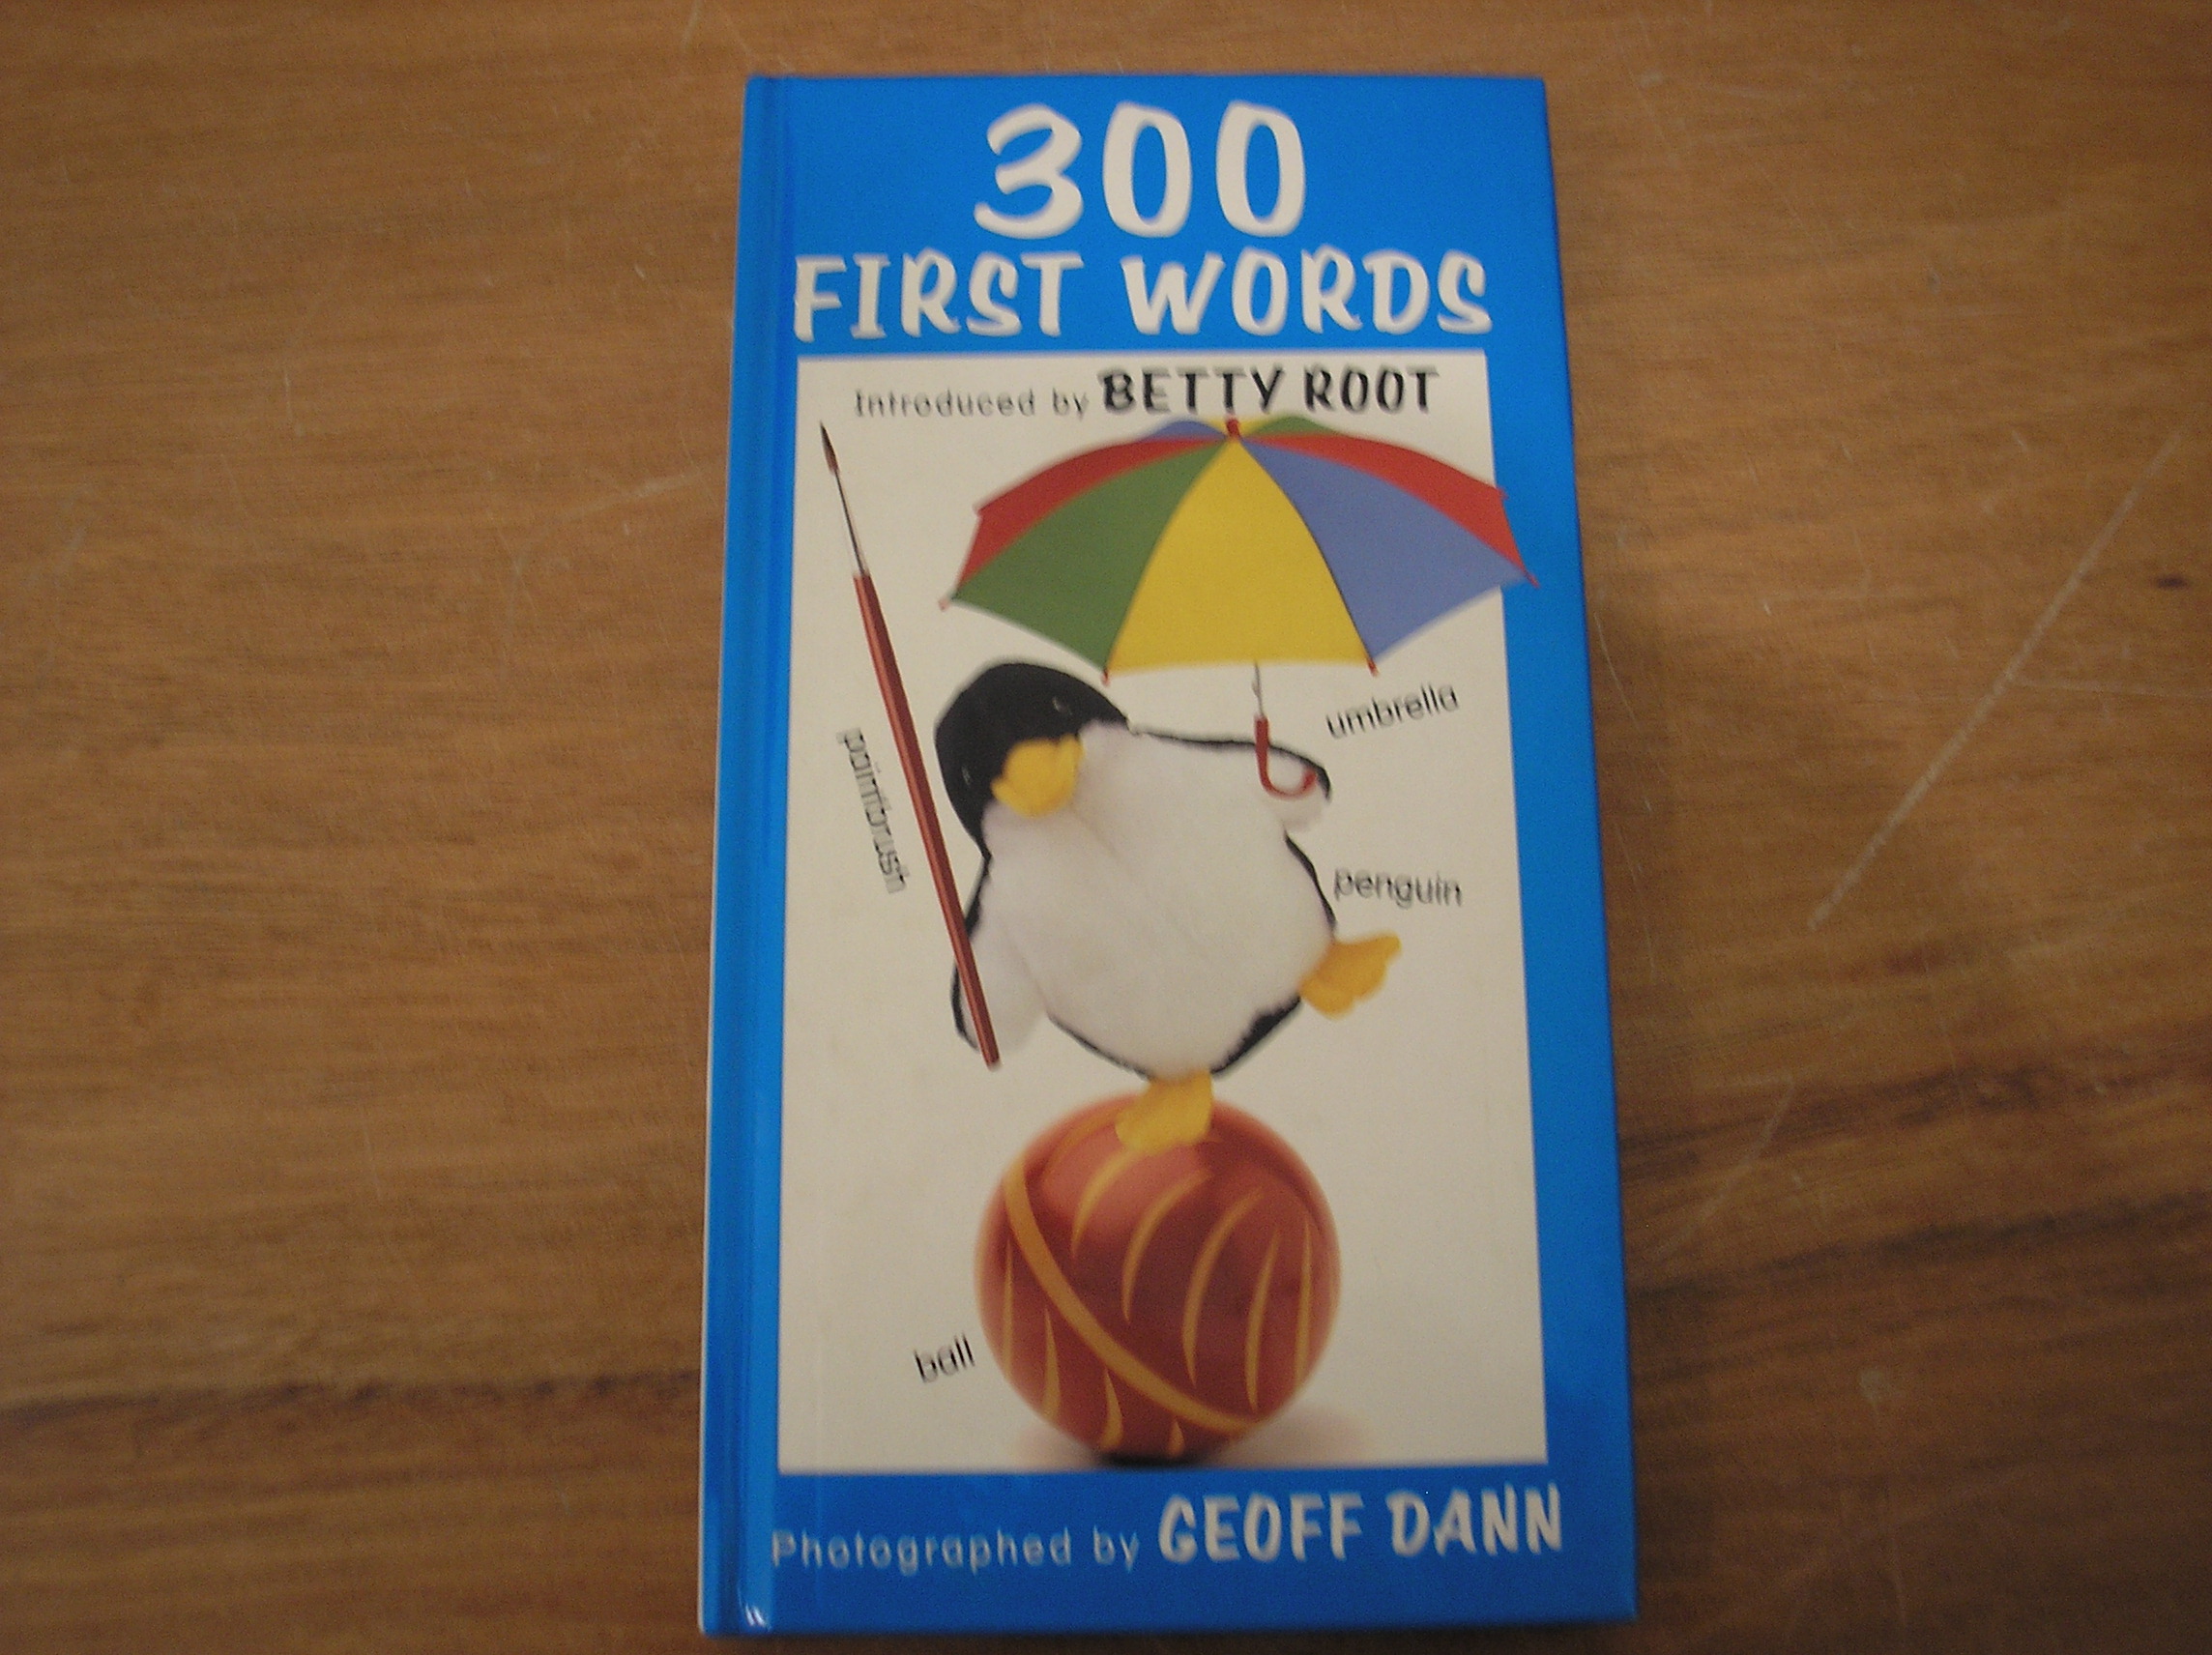 300
FIRST WORDS
Introduced by BETTY ROOT
umbrella
paintbrush
penguin
ball
Photographed by GEOFF DANN